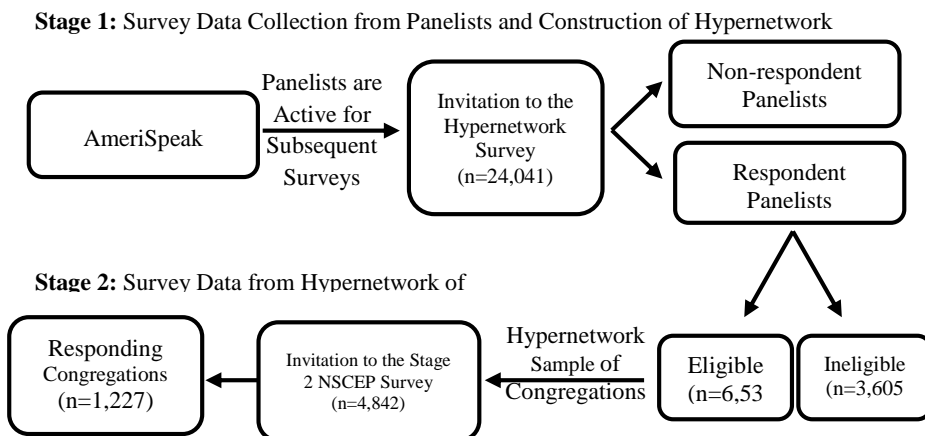 Stage 1: Survey Data Collection from Panelists and Construction of Hypernetwork
AmeriSpeak
Panelists are
Active for
Subsequent
Surveys
Invitation to the
Hypernetwork
Survey
(n=24,041)
Non-respondent
Panelists
Respondent
Panelists
Stage 2: Survey Data from Hypernetwork of
Responding
Congregations
(n=1,227)
Invitation to the Stage
2 NSCEP Survey
(n=4,842)
Hypernetwork
Sample of
Congregations
Eligible
(n=6,53
Ineligible
(n=3,605